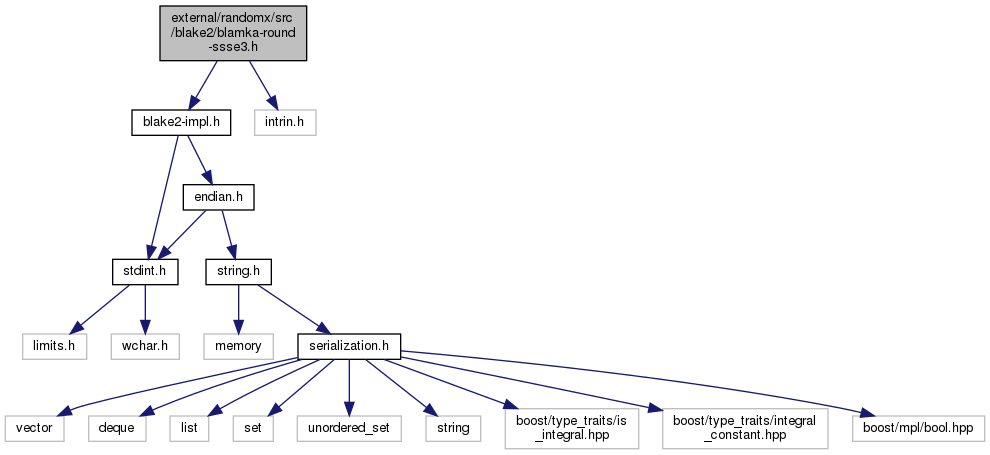 external/randomx/src
/blake2/blamka-round
-ssse3.h
blake2-impl.h
intrin.h
endian.h
stdint.h
string.h
limits.h
wchar.h
memory
serialization.h
vector
deque
list
set
unordered_set
string
boost/type_traits/is
_integral.hpp
boost/type_traits/integral
_constant.hpp
boost/mpl/bool.hpp